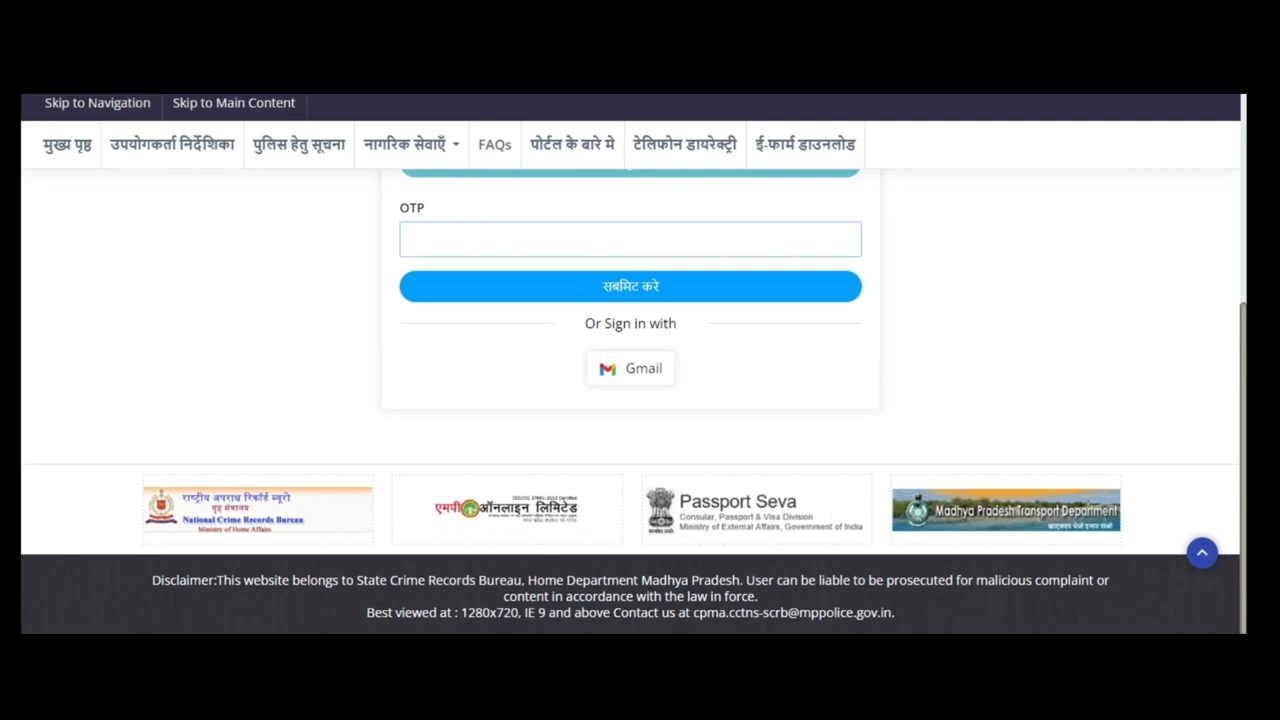 Skip to Navigation Skip to Main Content
मुख्य पृष्ठ उपयोगकर्ता निर्देशिका पुलिस हेतु सूचना नागरिक सेवाएँ FAQs पोर्टल के बारे मे टेलिफोन डायरेक्ट्री ई-फार्म डाउनलोड
OTP
सबमिट करे
Or Sign in with
Gmail
राष्ट्रीय अपराध रिकॉर्ड ब्यूरो
गृह मंत्रालय
National Crime Records Bureau
Ministry of Home Affairs
एमपी ऑनलाइन लिमिटेड
Passport Seva
Consular, Passport & Visa Division
Ministry of External Affairs, Government of India
Madhya Pradesh Transport Department
Disclaimer:This website belongs to State Crime Records Bureau, Home Department Madhya Pradesh. User can be liable to be prosecuted for malicious complaint or
content in accordance with the law in force.
Best viewed at : 1280x720, IE 9 and above Contact us at cpma.cctns-scrb@mppolice.gov.in.